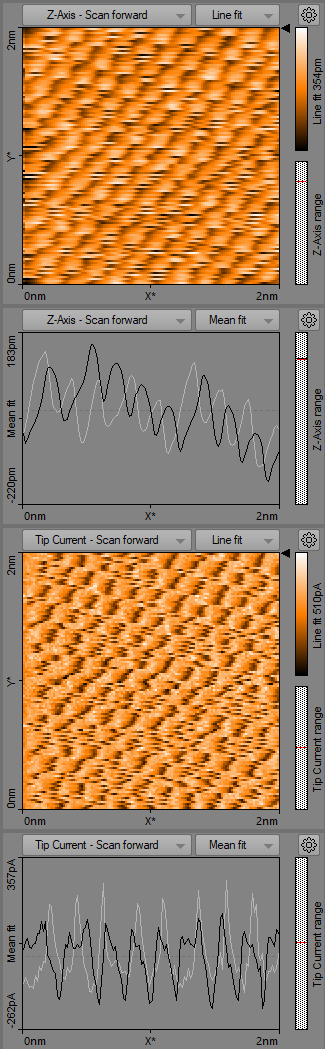 Z-Axis - Scan forward Line fit
2nm
Y*
0nm
Line fit 354pm
Z-Axis range
0nm X* 2nm
Z-Axis - Scan forward Mean fit
183pm
Mean fit
-220pm
Z-Axis range
0nm X* 2nm
Tip Current - Scan forward Line fit
2nm
Y*
0nm
Line fit 510pA
Tip Current range
0nm X* 2nm
Tip Current - Scan forward Mean fit
357pA
Mean fit
-262pA
Tip Current range
0nm X* 2nm